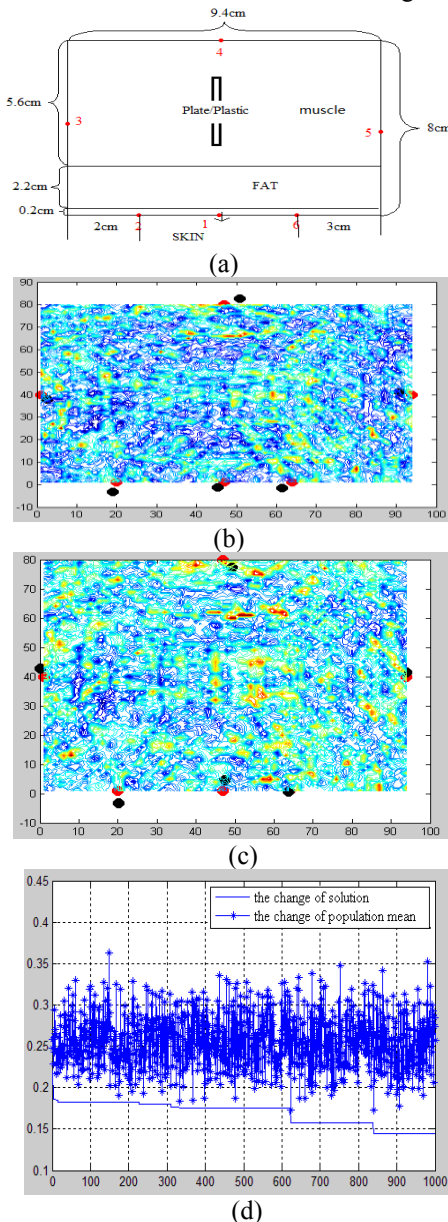 9.4cm
4
5.6cm
Plate/Plastic
muscle
3
5
8cm
2.2cm
FAT
0.2cm
2cm
2
1
6
3cm
SKIN
(a)
90
80
70
60
50
40
30
20
10
0
-10
0 10 20 30 40 50 60 70 80 90 100
(b)
80
70
60
50
40
30
20
10
0
-10
0 10 20 30 40 50 60 70 80 90 100
(c)
0.45
the change of solution
the change of population mean
0.4
0.35
0.3
0.25
0.2
0.15
0.1
0 100 200 300 400 500 600 700 800 900 1000
(d)